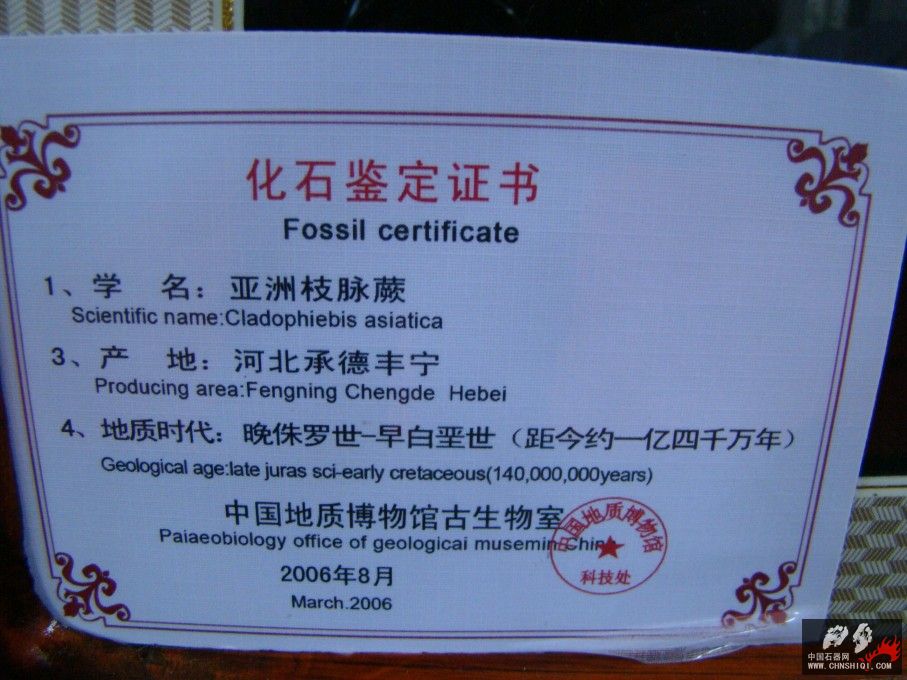 化石鉴定证书
Fossil certificate
1、学 名：亚洲枝脉蕨
Scientific name:Cladophiebis asiatica
3、产 地：河北承德丰宁
Producing area:Fengning Chengde Hebei
4、地质时代：晚侏罗世-早白垩世（距今约一亿四千万年）
Geological age:late juras sci-early cretaceous(140,000,000years)
中国地质博物馆古生物室
Paiaeobiology office of geologicai musemin China
中国地质博物馆
科技处
2006年8月
March.2006
中国石器网
WWW.CHNSHIQI.COM